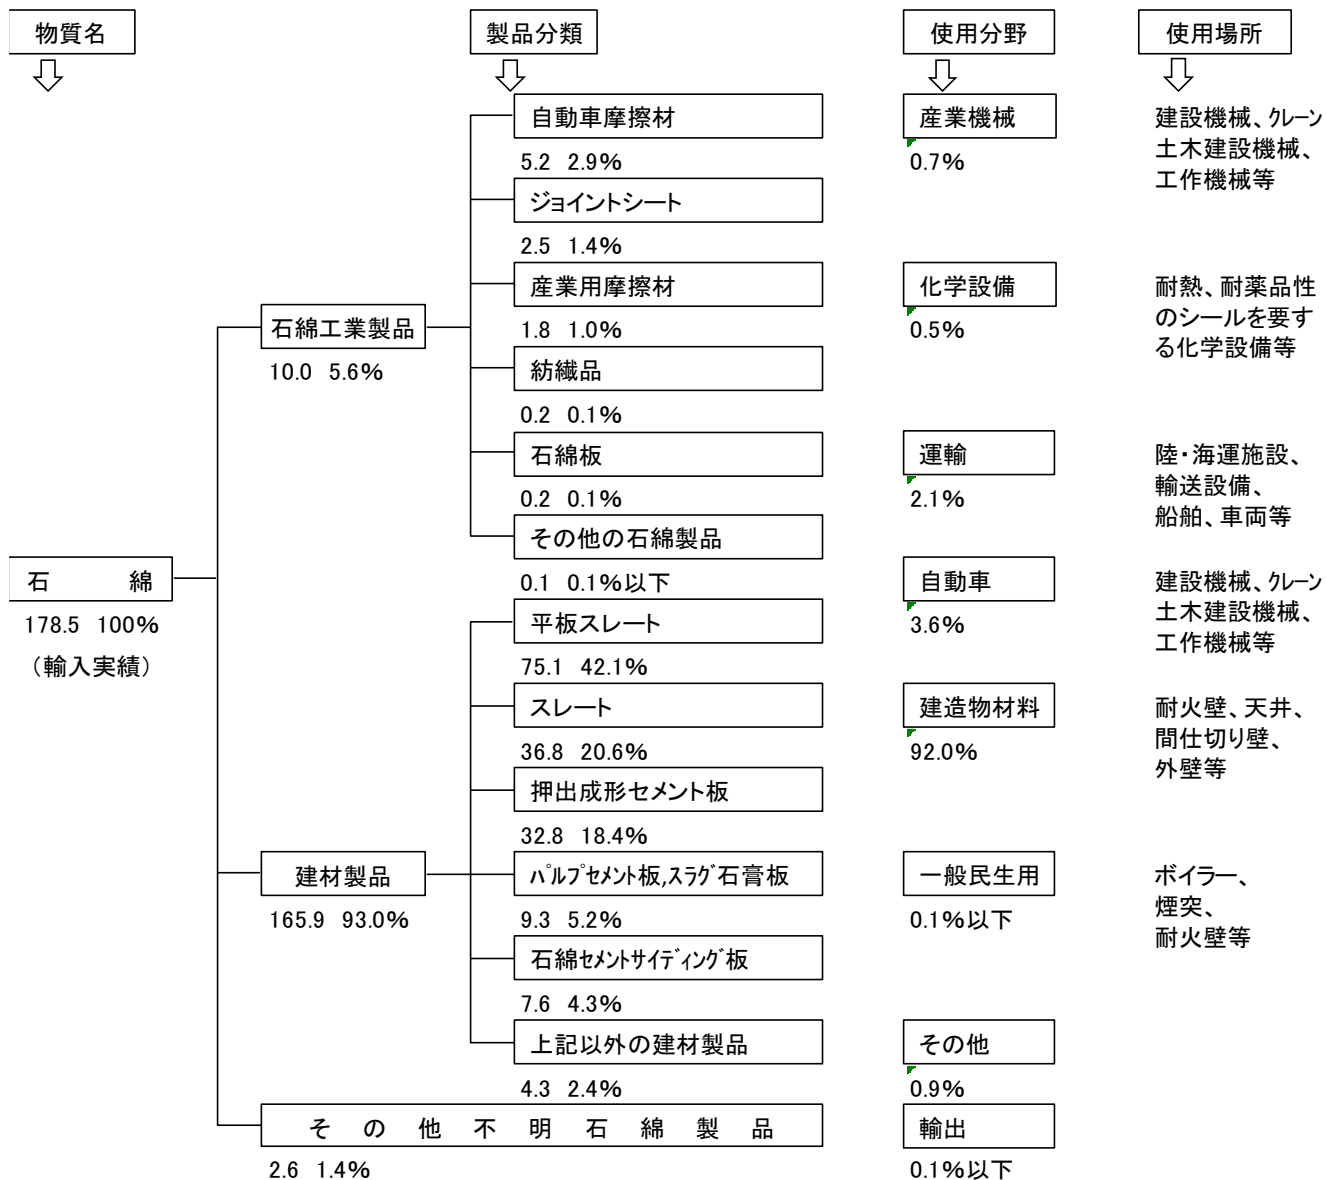 物質名
製品分類
使用分野
使用場所
自動車摩擦材
5.2 2.9%
ジョイントシート
2.5 1.4%
産業用摩擦材
1.8 1.0%
石綿工業製品
10.0 5.6%
紡織品
0.2 0.1%
石綿板
0.2 0.1%
その他の石綿製品
0.1 0.1%以下
石 綿
178.5 100%
（輸入実績）
平板スレート
75.1 42.1%
スレート
36.8 20.6%
押出成形セメント板
32.8 18.4%
建材製品
165.9 93.0%
ﾊﾟﾙﾌﾟｾﾒﾝﾄ板,ｽﾗｸﾞ石膏板
9.3 5.2%
石綿ｾﾒﾝﾄｻｲﾃﾞｨﾝｸﾞ板
7.6 4.3%
上記以外の建材製品
4.3 2.4%
そ の 他 不 明 石 綿 製 品
2.6 1.4%
産業機械
0.7%
建設機械、ｸﾚｰﾝ
土木建設機械、
工作機械等
化学設備
0.5%
耐熱、耐薬品性
のシールを要す
る化学設備等
運輸
2.1%
陸・海運施設、
輸送設備、
船舶、車両等
自動車
3.6%
建設機械、ｸﾚｰﾝ
土木建設機械、
工作機械等
建造物材料
92.0%
耐火壁、天井、
間仕切り壁、
外壁等
一般民生用
0.1%以下
ボイラー、
煙突、
耐火壁等
その他
0.9%
輸出
0.1%以下